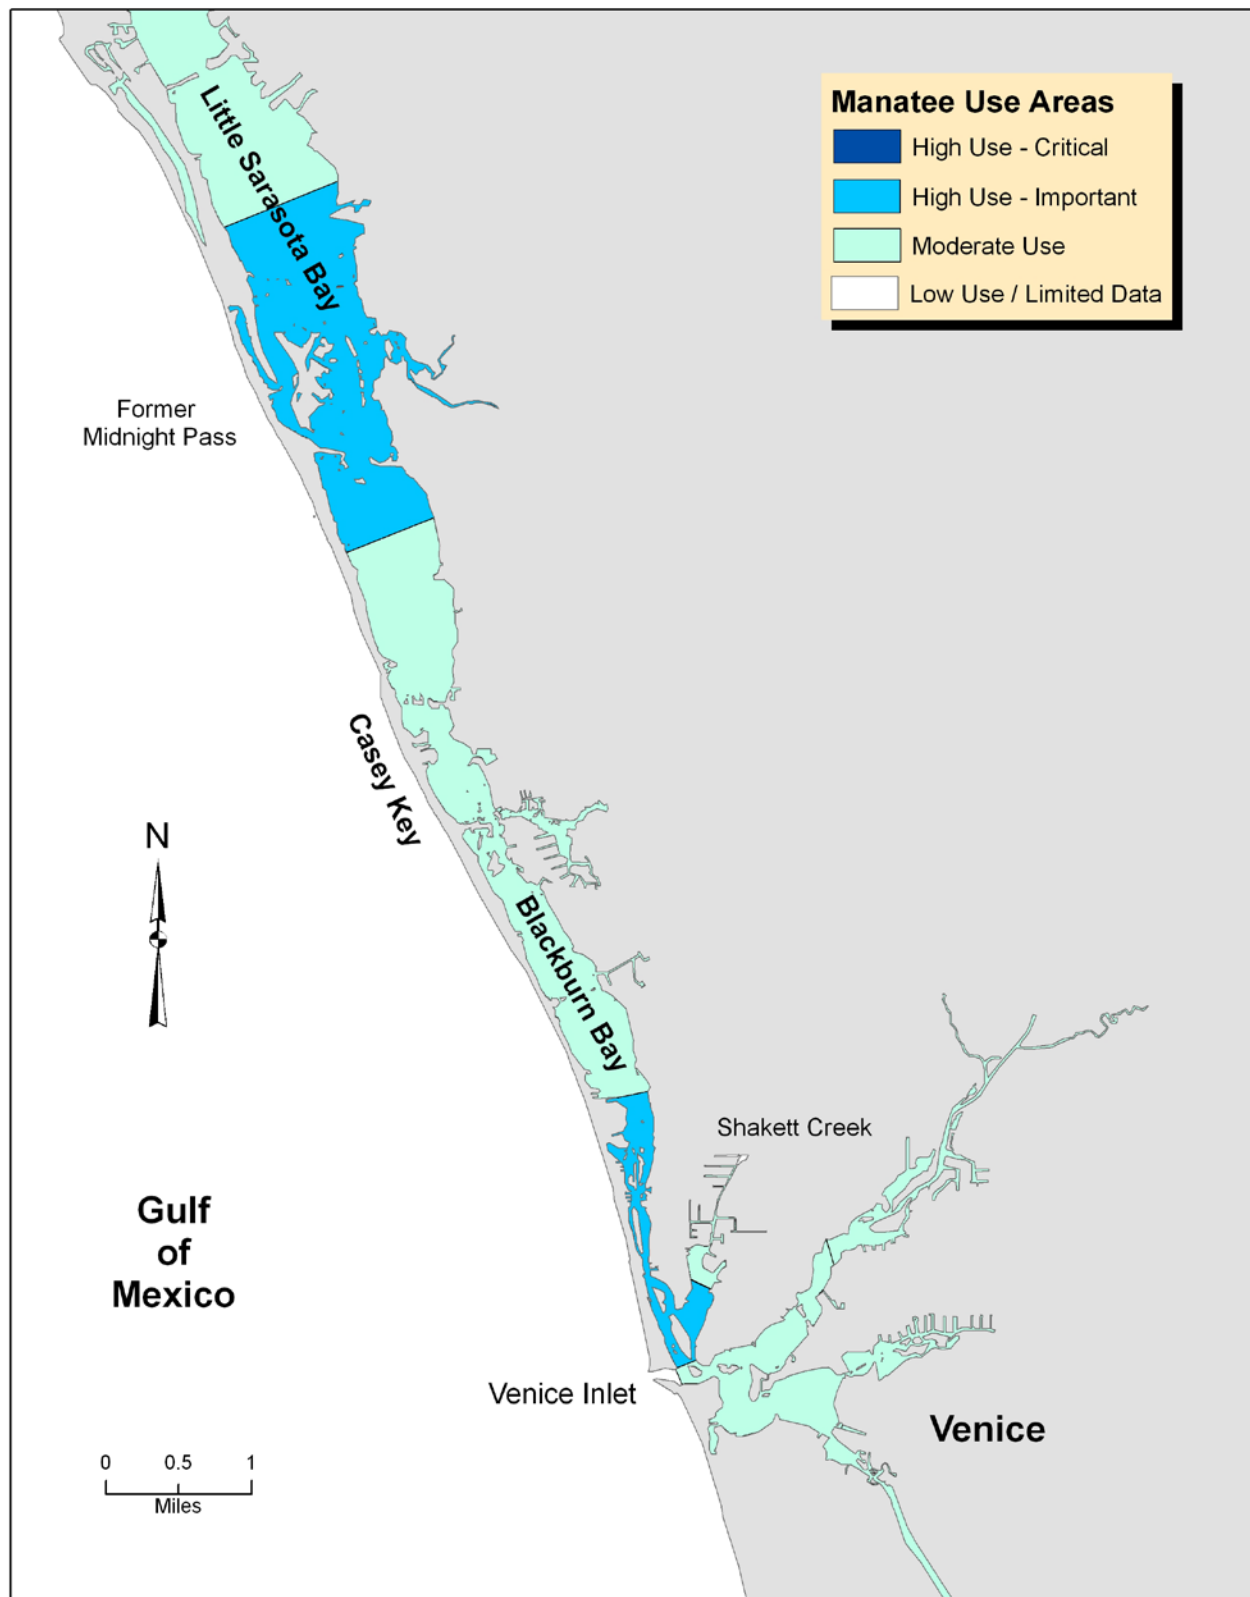 Manatee Use Areas
High Use - Critical
High Use - Important
Moderate Use
Low Use / Limited Data
Little Sarasota Bay
Former
Midnight Pass
Casey Key
N
Blackburn Bay
Shakett Creek
Gulf
of
Mexico
Venice Inlet
Venice
0 0.5 1
Miles